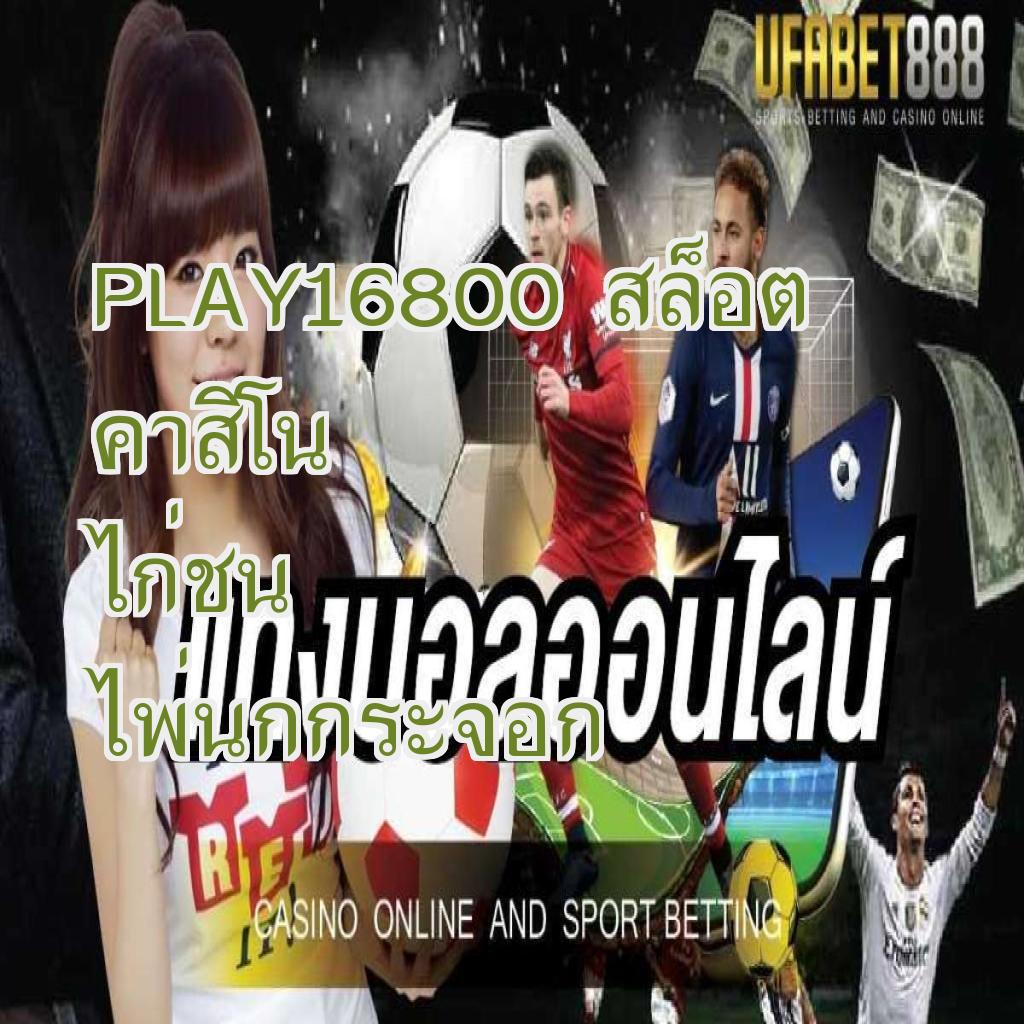 UFABET888
SPORTS BETTING AND CASINO ONLINE
PLAY16800 สล็อต
คาสิโน
ไก่ชน
แทงบอลออนไลน์
ไพ่นกกระจอก
CASINO ONLINE AND SPORT BETTING